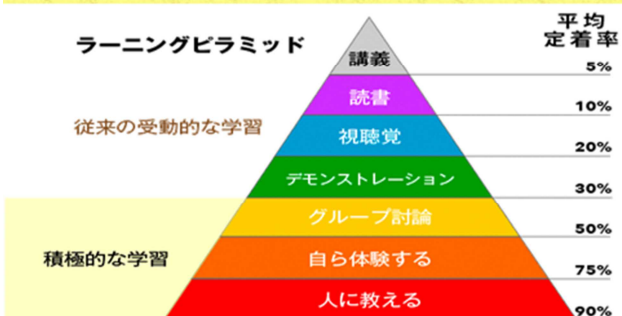 ラーニングピラミッド
平均
定着率
講義
5%
読書
10%
従来の受動的な学習
視聴覚
20%
デモンストレーション
30%
グループ討論
50%
積極的な学習
自ら体験する
75%
人に教える
90%